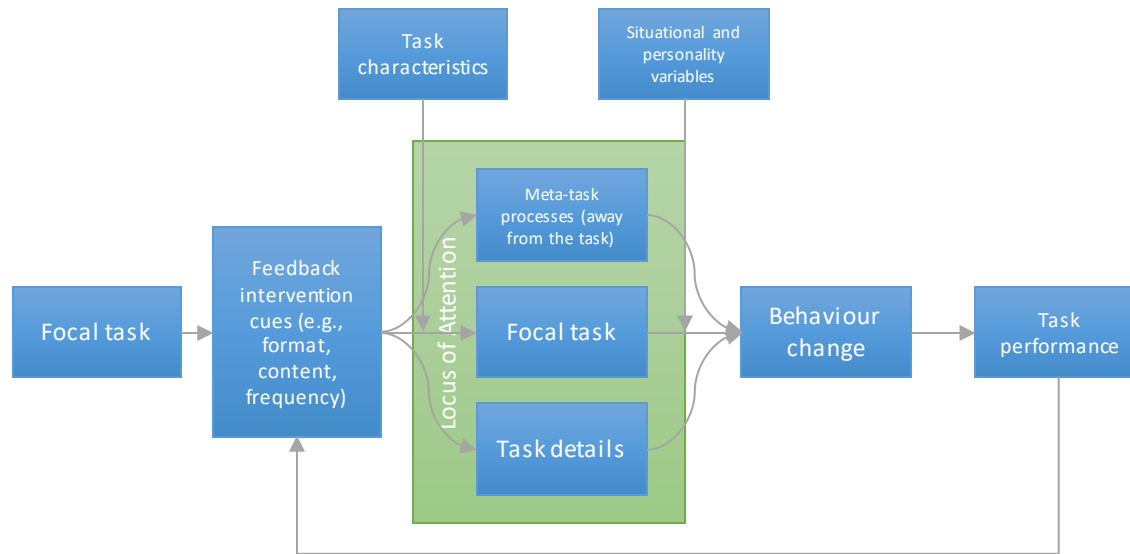 Task
characteristics
Situational and
personality
variables
Meta-task
processes (away
from the task)
Feedback
intervention
cues (e.g.,
format,
content,
frequency)
Locus of Attention
Focal task
Focal task
Behaviour
change
Task
performance
Task details